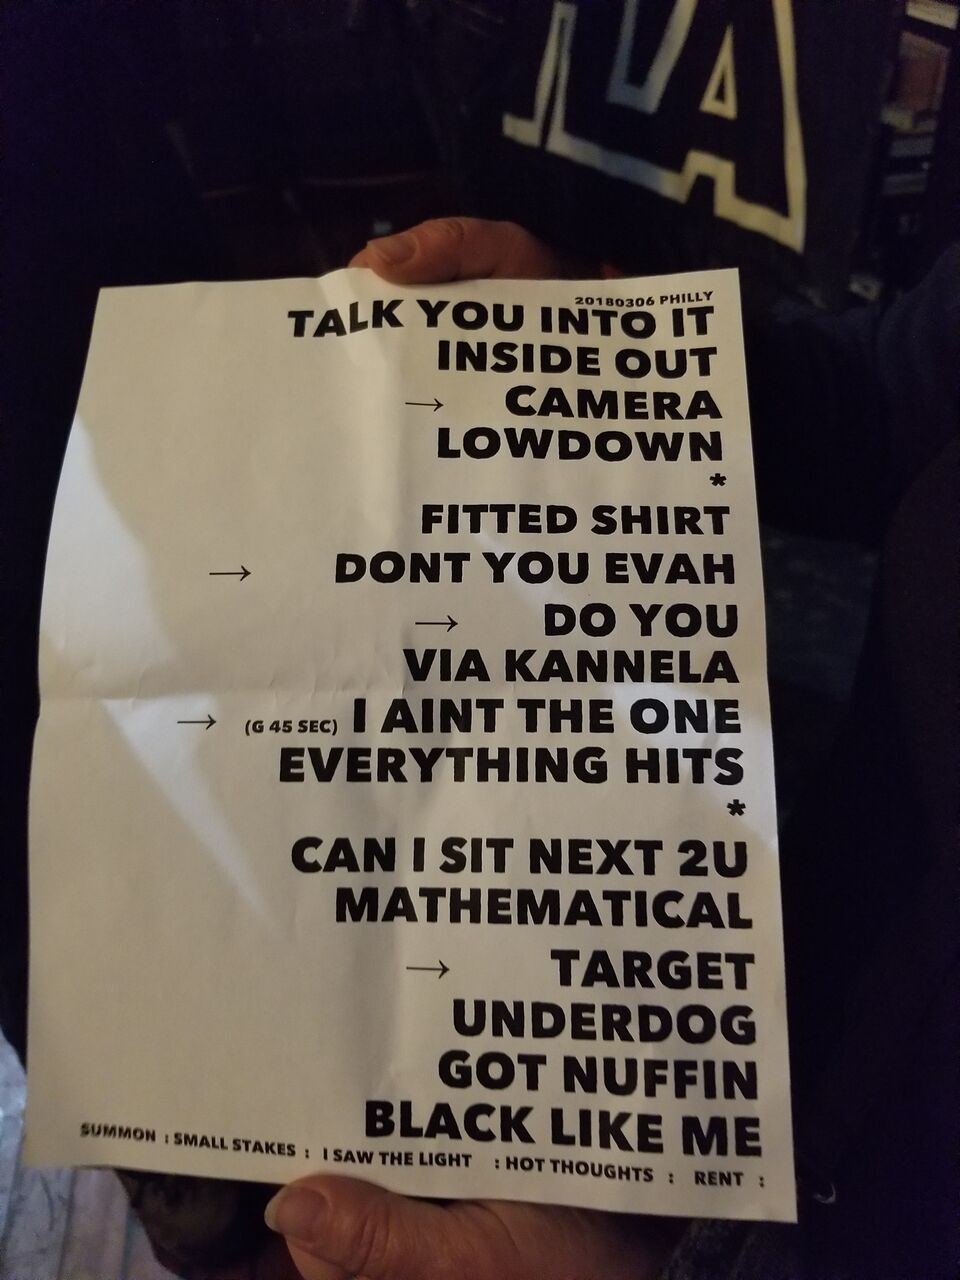 20180306 PHILLY
TALK YOU INTO IT
INSIDE OUT
→ CAMERA
LOWDOWN
*
FITTED SHIRT
→ DONT YOU EVAH
→ DO YOU
VIA KANNELA
→ (G 45 SEC) I AINT THE ONE
EVERYTHING HITS
*
CAN I SIT NEXT 2U
MATHEMATICAL
→ TARGET
UNDERDOG
GOT NUFFIN
BLACK LIKE ME
SUMMON : SMALL STAKES : I SAW THE LIGHT : HOT THOUGHTS : RENT :